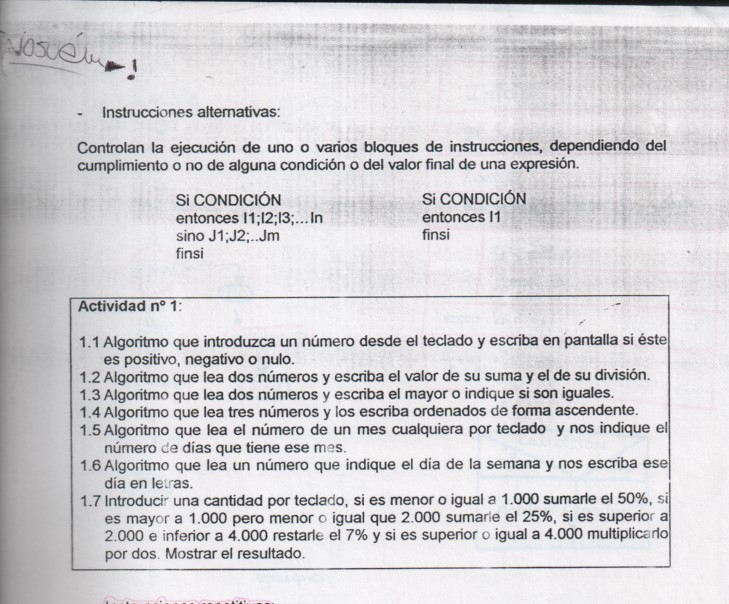 - Instrucciones alternativas:
Controlan la ejecución de uno o varios bloques de instrucciones, dependiendo del
cumplimiento o no de alguna condición o del valor final de una expresión.
Si CONDICIÓN
entonces I1;I2;I3;...In
sino J1;J2;..Jm
finsi
Si CONDICIÓN
entonces I1
finsi
Actividad nº 1:
1.1 Algoritmo que introduzca un número desde el teclado y escriba en pantalla si éste
es positivo, negativo o nulo.
1.2 Algoritmo que lea dos números y escriba el valor de su suma y el de su división.
1.3 Algoritmo que lea dos números y escriba el mayor o indique si son iguales.
1.4 Algoritmo que lea tres números y los escriba ordenados de forma ascendente.
1.5 Algoritmo que lea el número de un mes cualquiera por teclado y nos indique el
número de días que tiene ese mes.
1.6 Algoritmo que lea un número que indique el día de la semana y nos escriba ese
día en letras.
1.7 Introducir una cantidad por teclado, si es menor o igual a 1.000 sumarle el 50%, si
es mayor a 1.000 pero menor o igual que 2.000 sumarle el 25%, si es superior a
2.000 e inferior a 4.000 restarle el 7% y si es superior o igual a 4.000 multiplicarlo
por dos. Mostrar el resultado.